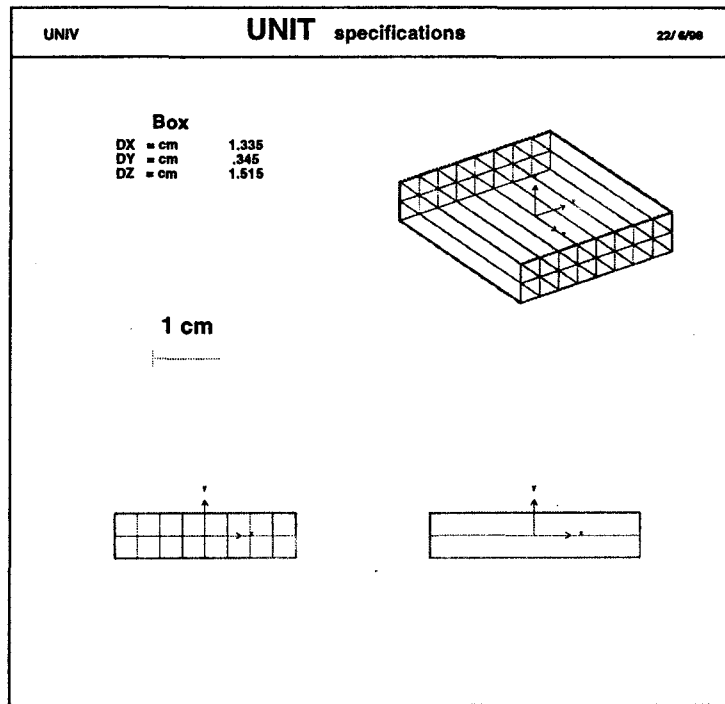 UNIV UNIT specifications 22/ 6/98
Box
DX = cm 1.335
DY = cm .345
DZ = cm 1.515
1 cm
Y
Y